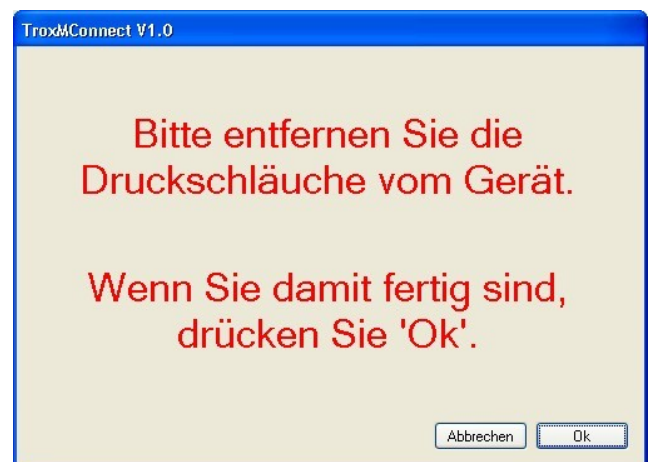 TroxMConnect V1.0
Bitte entfernen Sie die
Druckschläuche vom Gerät.
Wenn Sie damit fertig sind,
drücken Sie 'Ok'.
Abbrechen
Ok